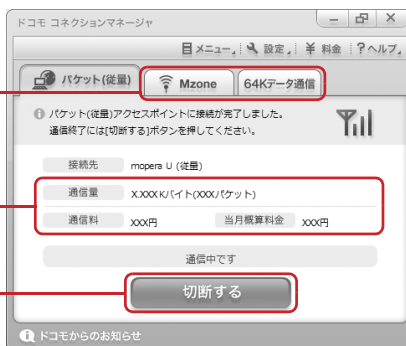 ドコモ コネクションマネージャ
メニュー 設定 ¥ 料金 ? ヘルプ
パケット(従量) Mzone 64Kデータ通信
パケット(従量)アクセスポイントに接続が完了しました。
通信終了には[切断する]ボタンを押してください。
接続先 mopera U (従量)
通信量 X.XXX Kバイト(XXXパケット)
通信料 XXX円 当月概算料金 XXX円
通信中です
切断する
ドコモからのお知らせ